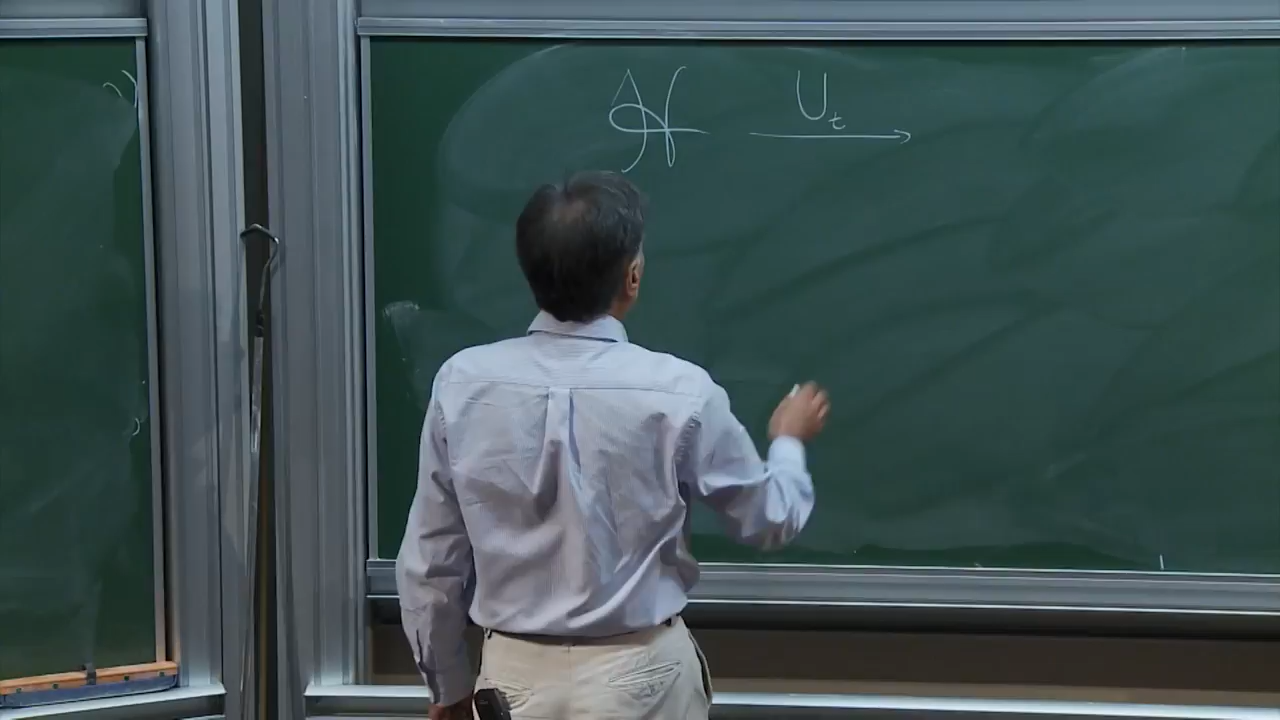 ℋ U_t →